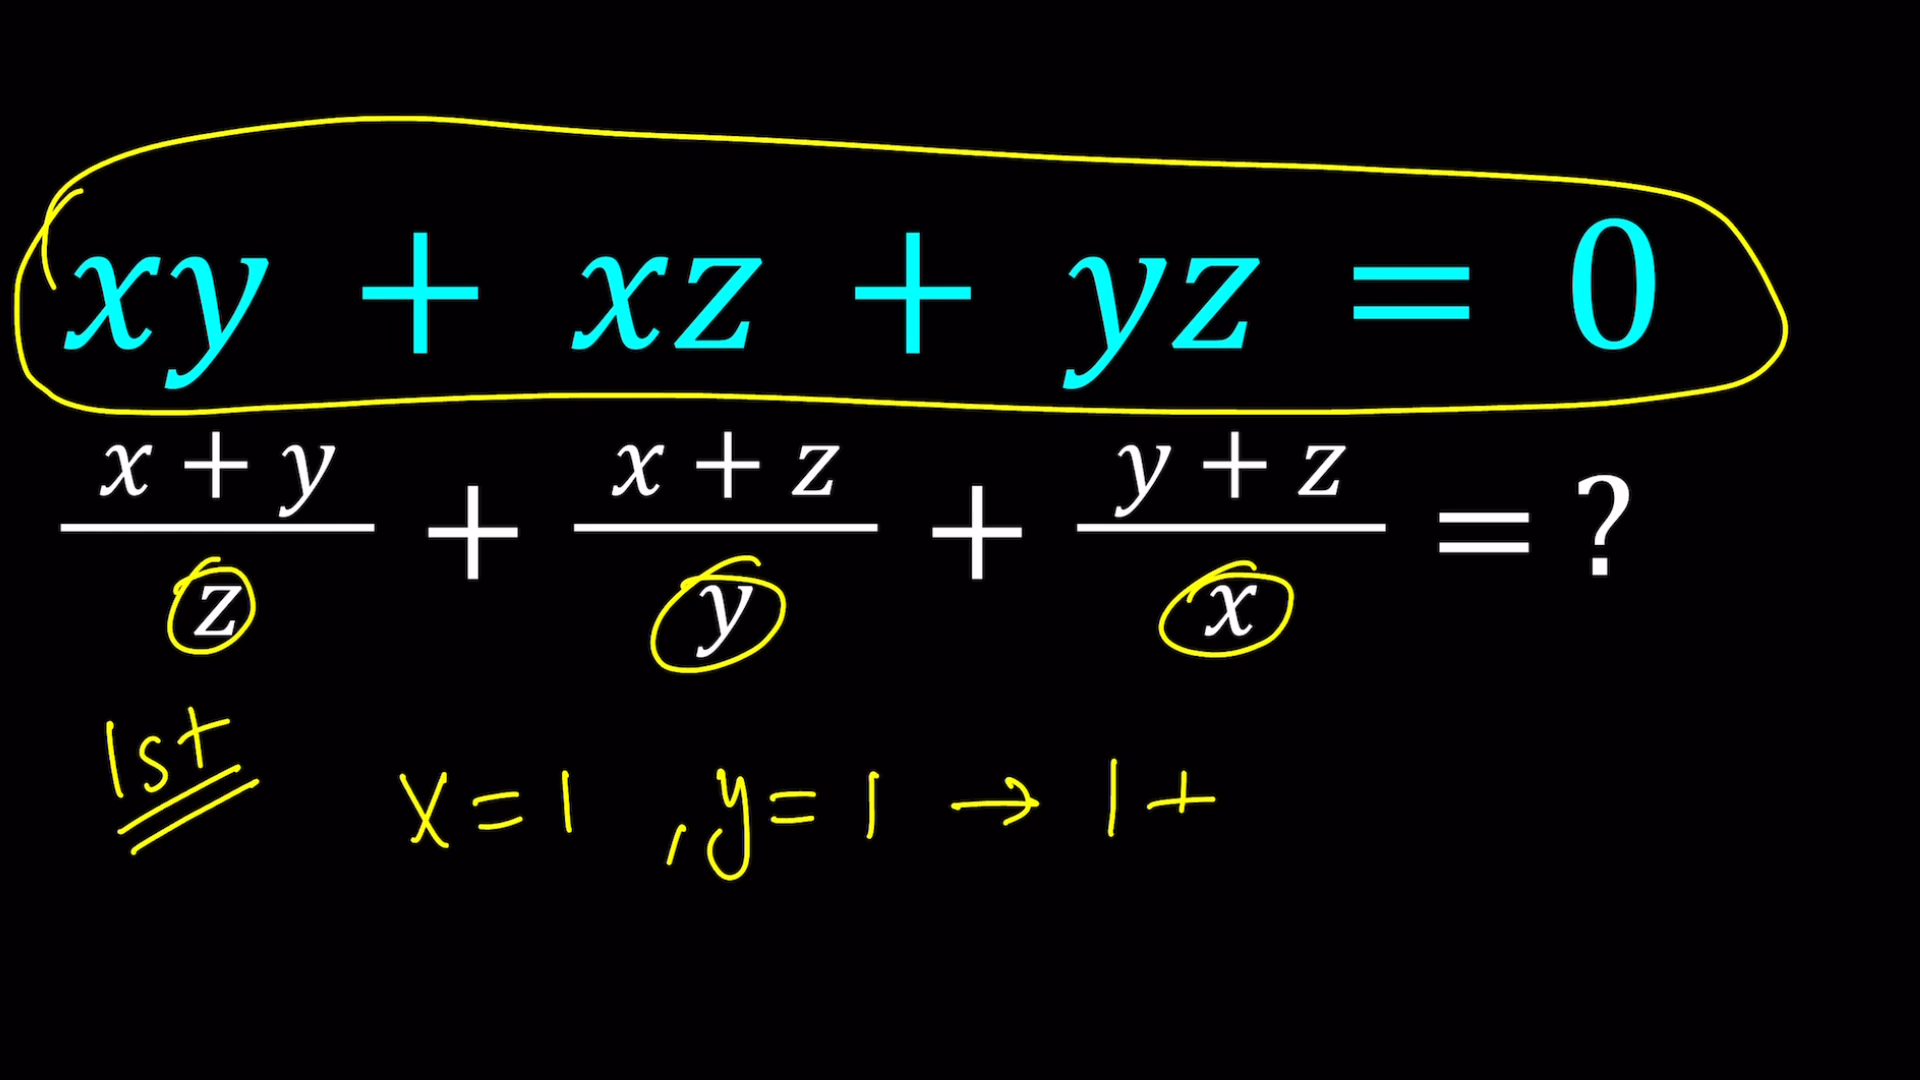 xy + xz + yz = 0
x + y / z + x + z / y + y + z / x = ?
1st x = 1 , y = 1 → 1 +